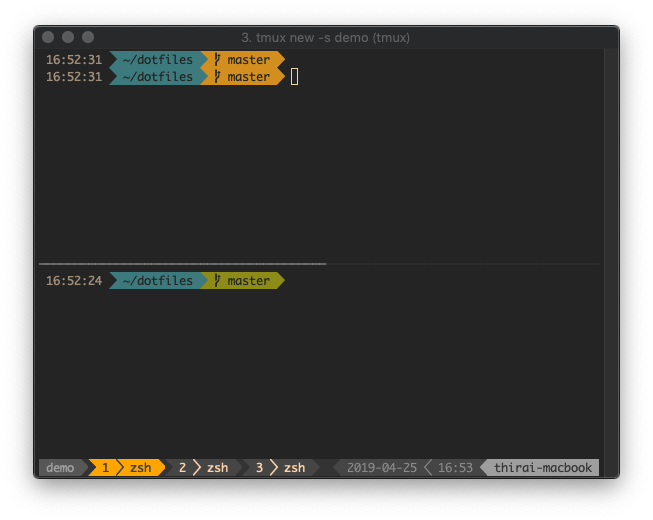 3. tmux new -s demo (tmux)
16:52:31 ~/dotfiles master
16:52:31 ~/dotfiles master
16:52:24 ~/dotfiles master
demo 1 zsh 2 zsh 3 zsh 2019-04-25 16:53 thirai-macbook